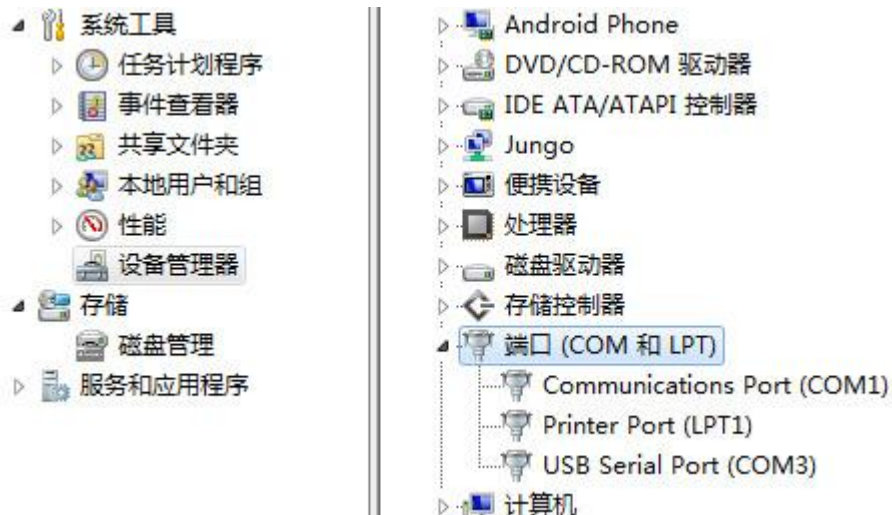 系统工具
任务计划程序
事件查看器
共享文件夹
本地用户和组
性能
设备管理器
存储
磁盘管理
服务和应用程序
Android Phone
DVD/CD-ROM 驱动器
IDE ATA/ATAPI 控制器
Jungo
便携设备
处理器
磁盘驱动器
存储控制器
端口 (COM 和 LPT)
Communications Port (COM1)
Printer Port (LPT1)
USB Serial Port (COM3)
计算机